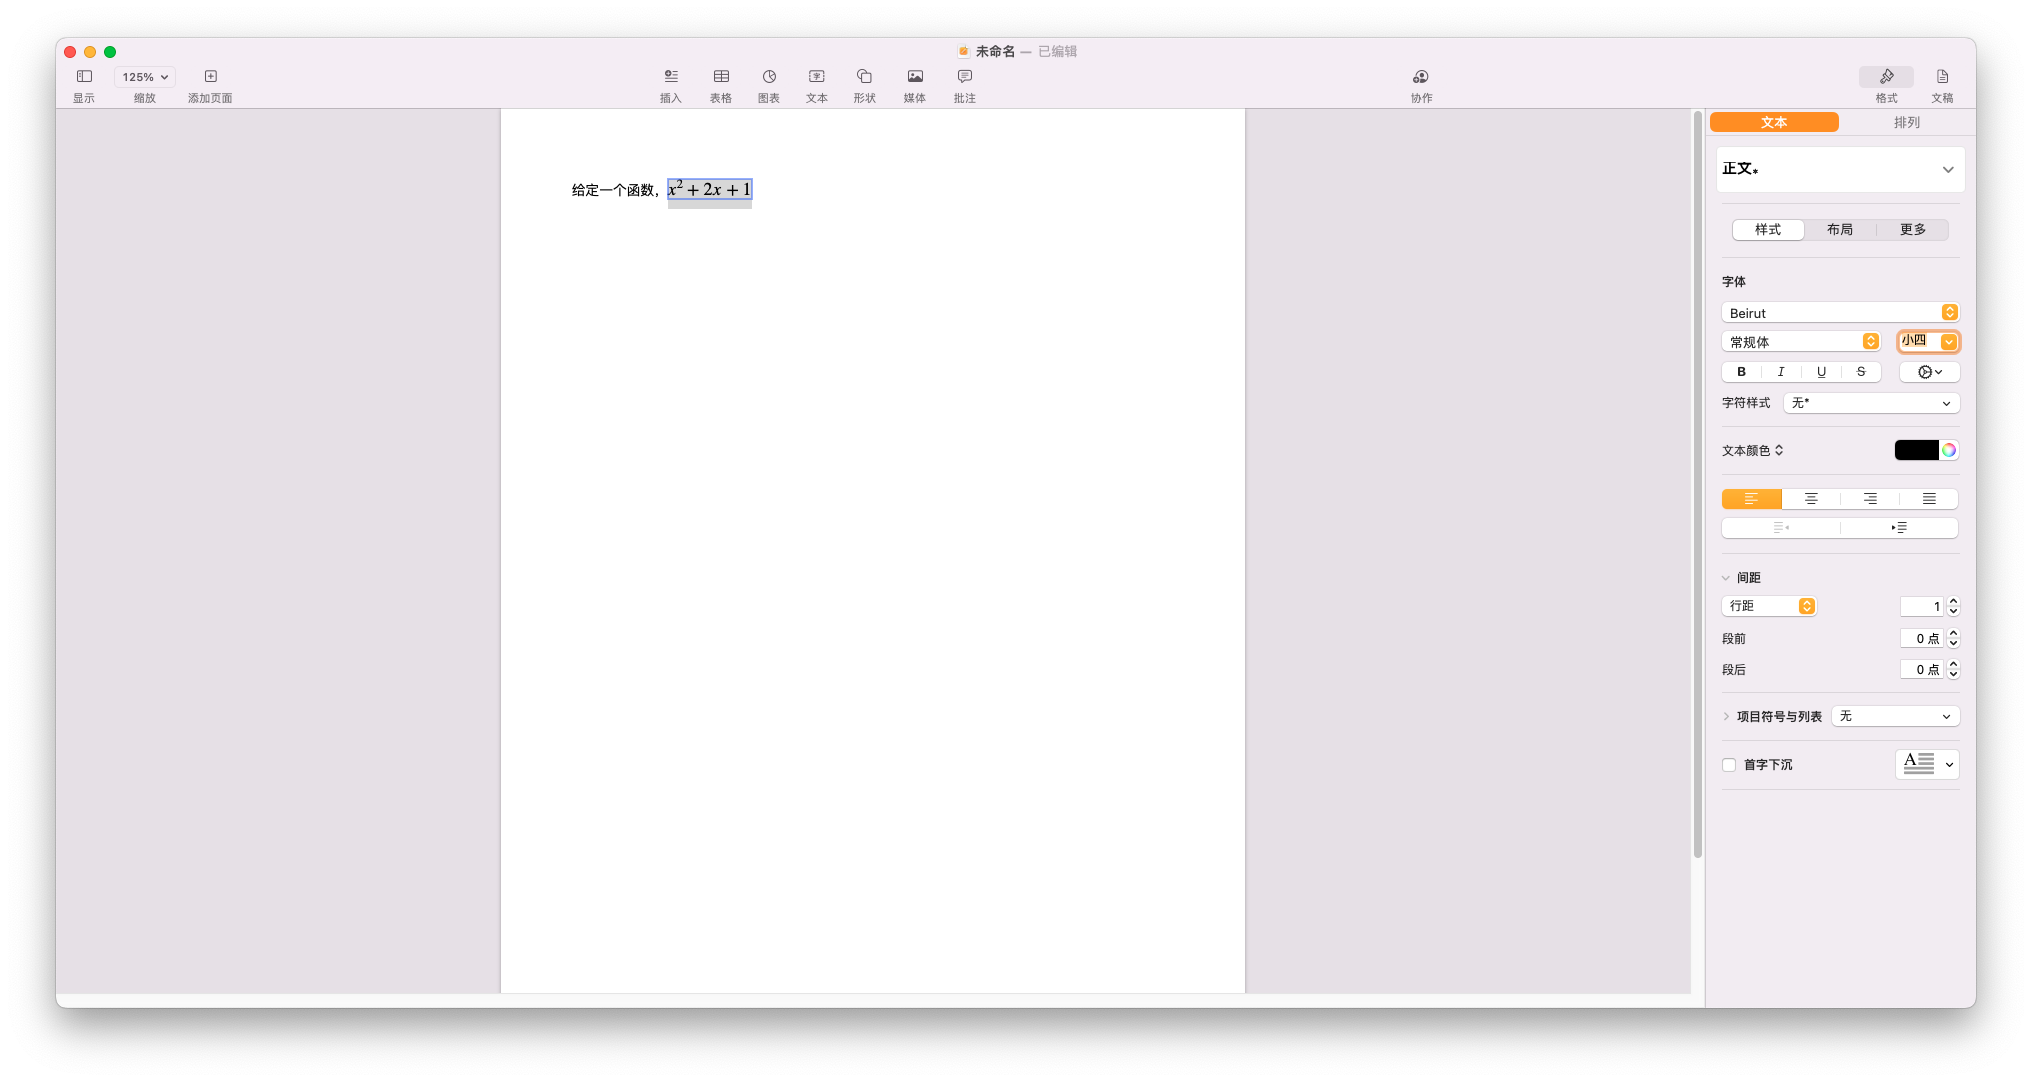 未命名 — 已编辑
125%
显示 缩放 添加页面 插入 表格 图表 文本 形状 媒体 批注 协作 格式 文稿
文本 排列
给定一个函数，x² + 2x + 1
正文*
样式 布局 更多
字体
Beirut
常规体 小四
B I U S
字符样式 无*
文本颜色
间距
行距 1
段前 0 点
段后 0 点
项目符号与列表 无
首字下沉 A